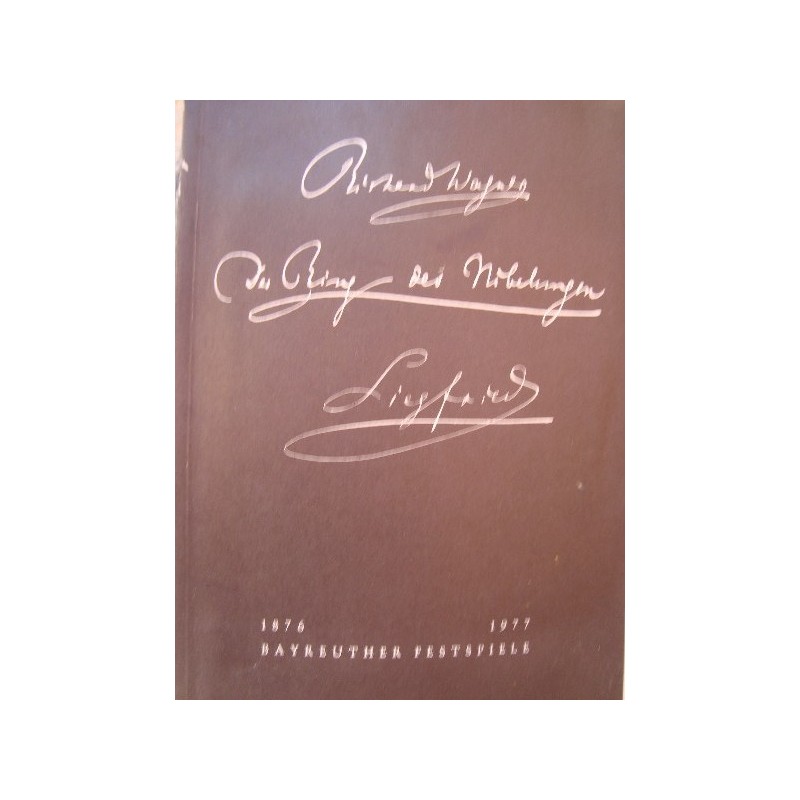 Richard Wagner
Der Ring des Nibelungen
Siegfried
1876 1977
BAYREUTHER FESTSPIELE